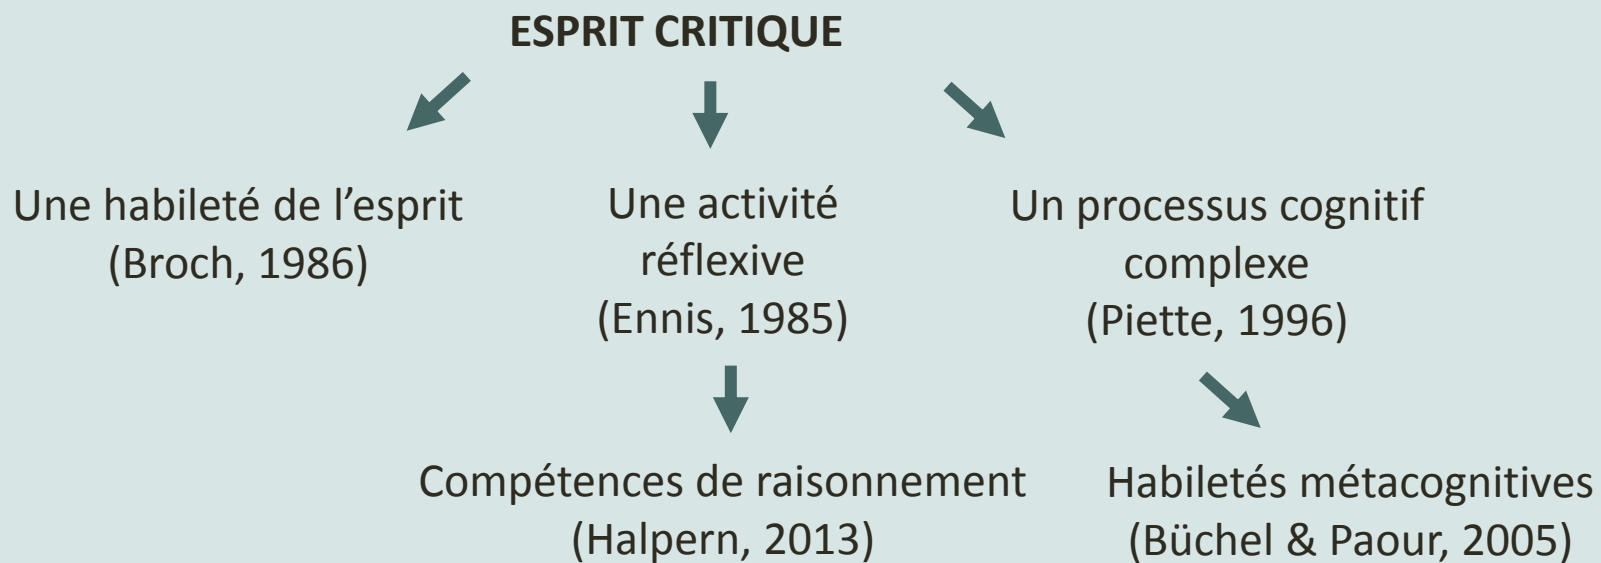 ESPRIT CRITIQUE
Une habileté de l’esprit
(Broch, 1986)
Une activité
réflexive
(Ennis, 1985)
Un processus cognitif
complexe
(Piette, 1996)
Compétences de raisonnement
(Halpern, 2013)
Habiletés métacognitives
(Büchel & Paour, 2005)